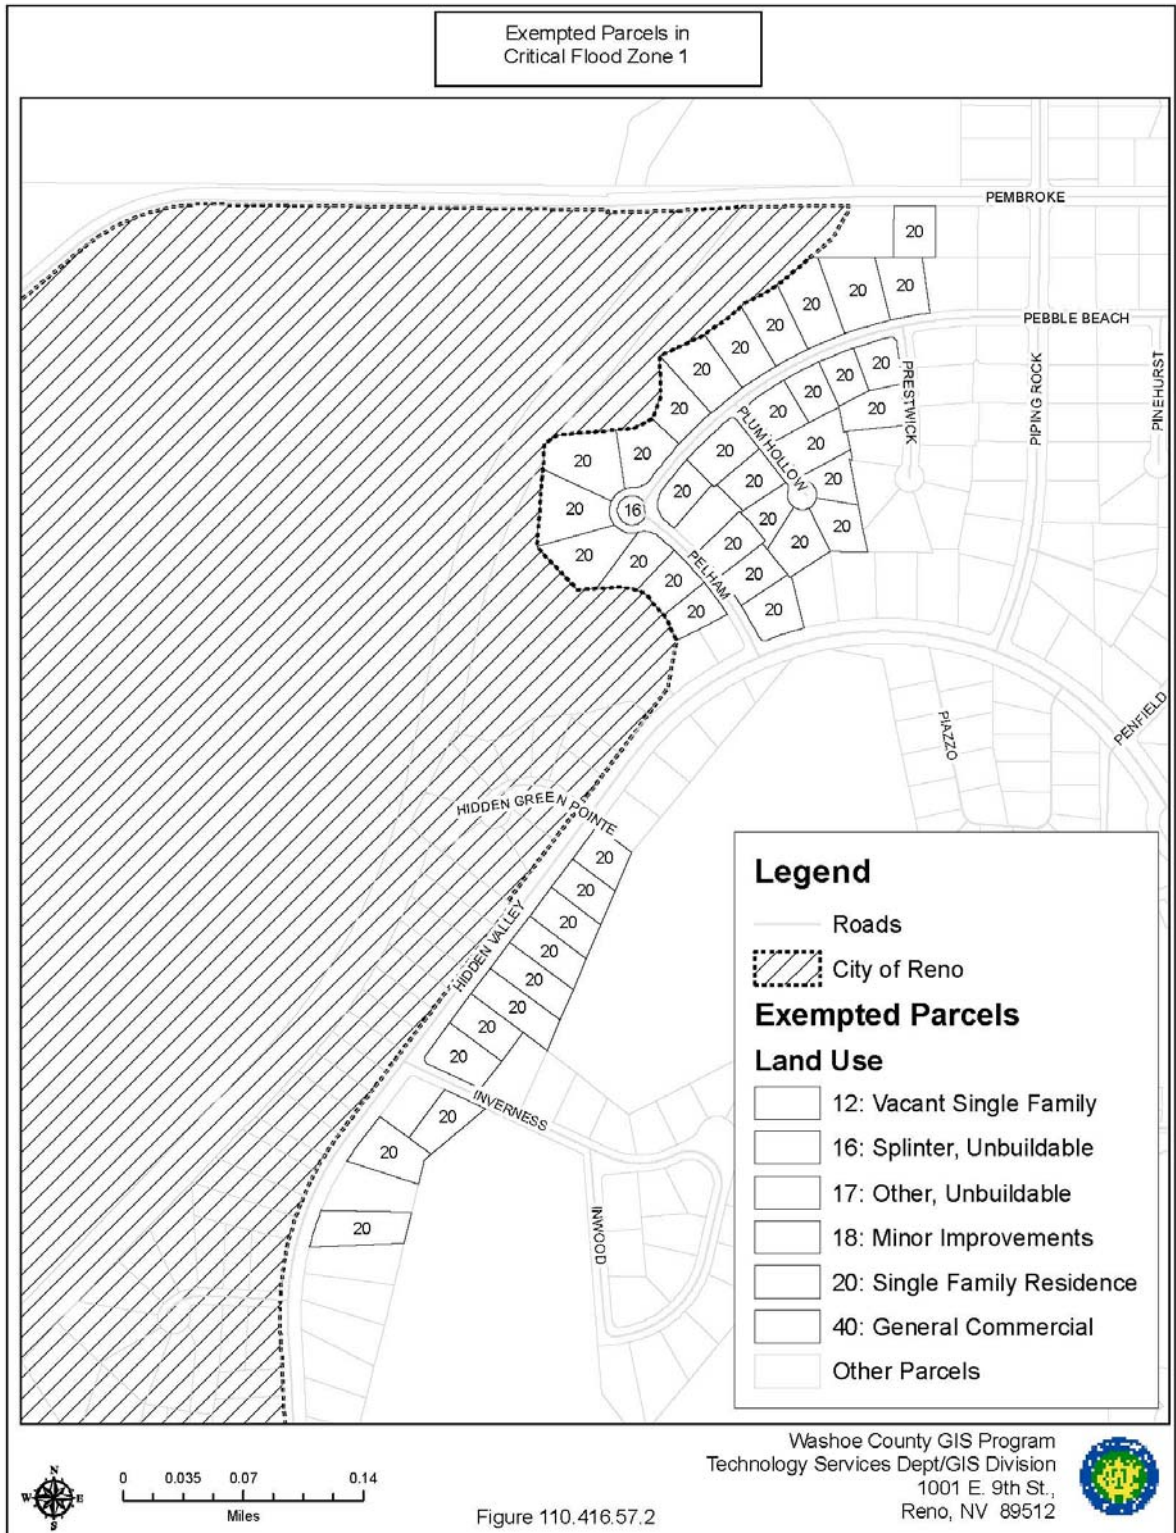 Exempted Parcels in
Critical Flood Zone 1
PEMBROKE
20
20
20
20
20
20
20
20
PEBBLE BEACH
PRESTWICK
PIPING ROCK
PINEHURST
20
20
20
20
20
20
PLUM HOLLOW
20
20
20
20
20
20
20
16
20
20
20
20
20
20
20
20
20
PELHAM
20
20
20
PIAZZO
PENFIELD
HIDDEN GREEN POINTE
20
20
20
20
20
20
20
20
HIDDEN VALLEY
INVERNESS
20
20
20
INWOOD
Legend
Roads
City of Reno
Exempted Parcels
Land Use
12: Vacant Single Family
16: Splinter, Unbuildable
17: Other, Unbuildable
18: Minor Improvements
20: Single Family Residence
40: General Commercial
Other Parcels
N
W E
S
0 0.035 0.07 0.14
Miles
Figure 110.416.57.2
Washoe County GIS Program
Technology Services Dept/GIS Division
1001 E. 9th St.,
Reno, NV 89512